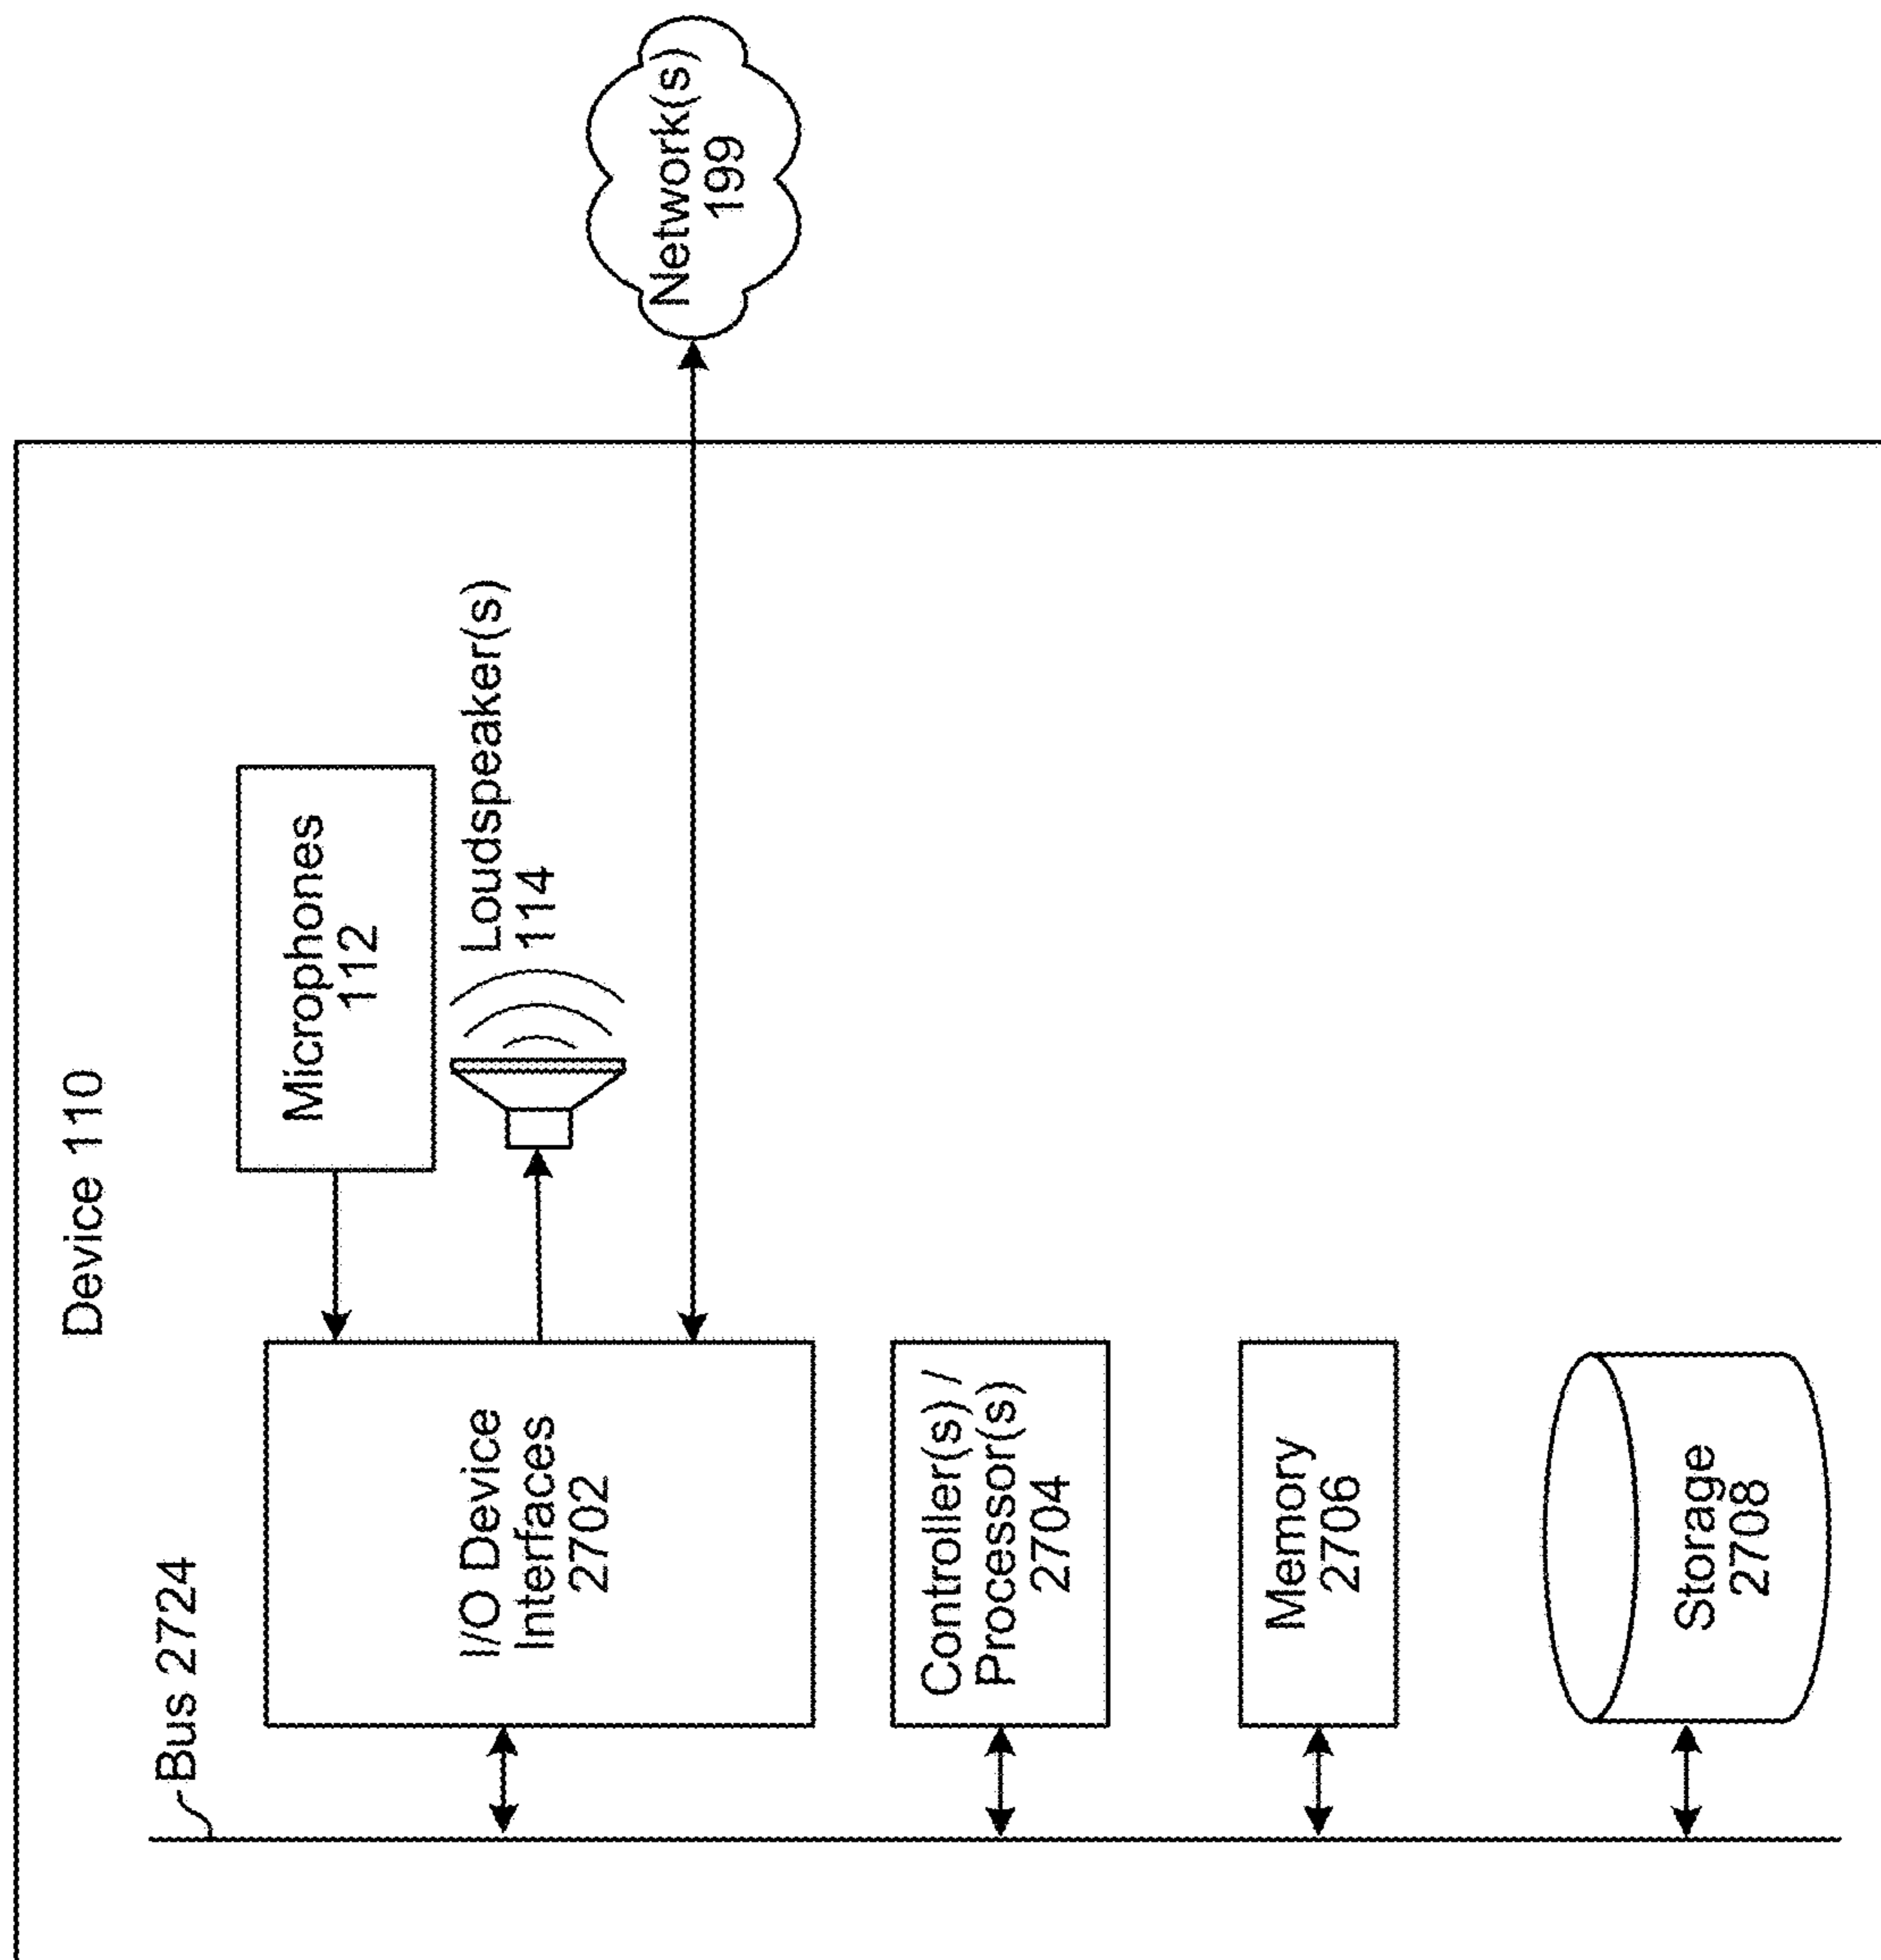 Device 110
Bus 2724
I/O Device
Interfaces
2702
Microphones
112
Loudspeaker(s)
114
Network(s)
199
Controller(s) /
Processor(s)
2704
Memory
2706
Storage
2708